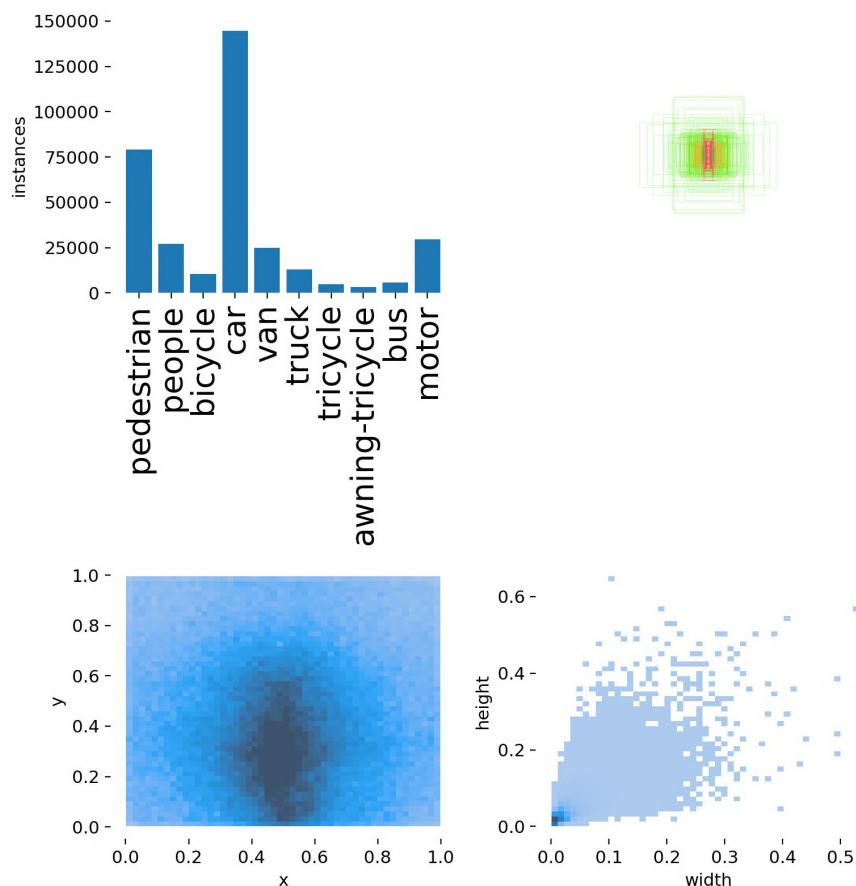 150000
125000
100000
75000
50000
25000
0
instances
pedestrian
people
bicycle
car
van
truck
tricycle
awning-tricycle
bus
motor
1.0
0.8
0.6
0.4
0.2
0.0
y
0.0 0.2 0.4 0.6 0.8 1.0
x
0.6
0.4
0.2
0.0
height
0.0 0.1 0.2 0.3 0.4 0.5
width